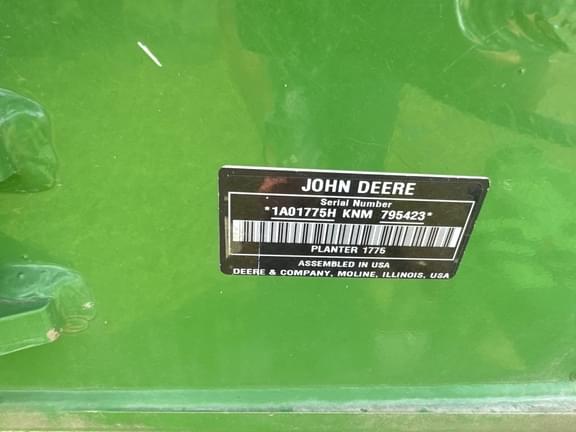 JOHN DEERE
Serial Number
*1A01775H KNM 795423*
PLANTER 1775
ASSEMBLED IN USA
DEERE & COMPANY, MOLINE, ILLINOIS, USA